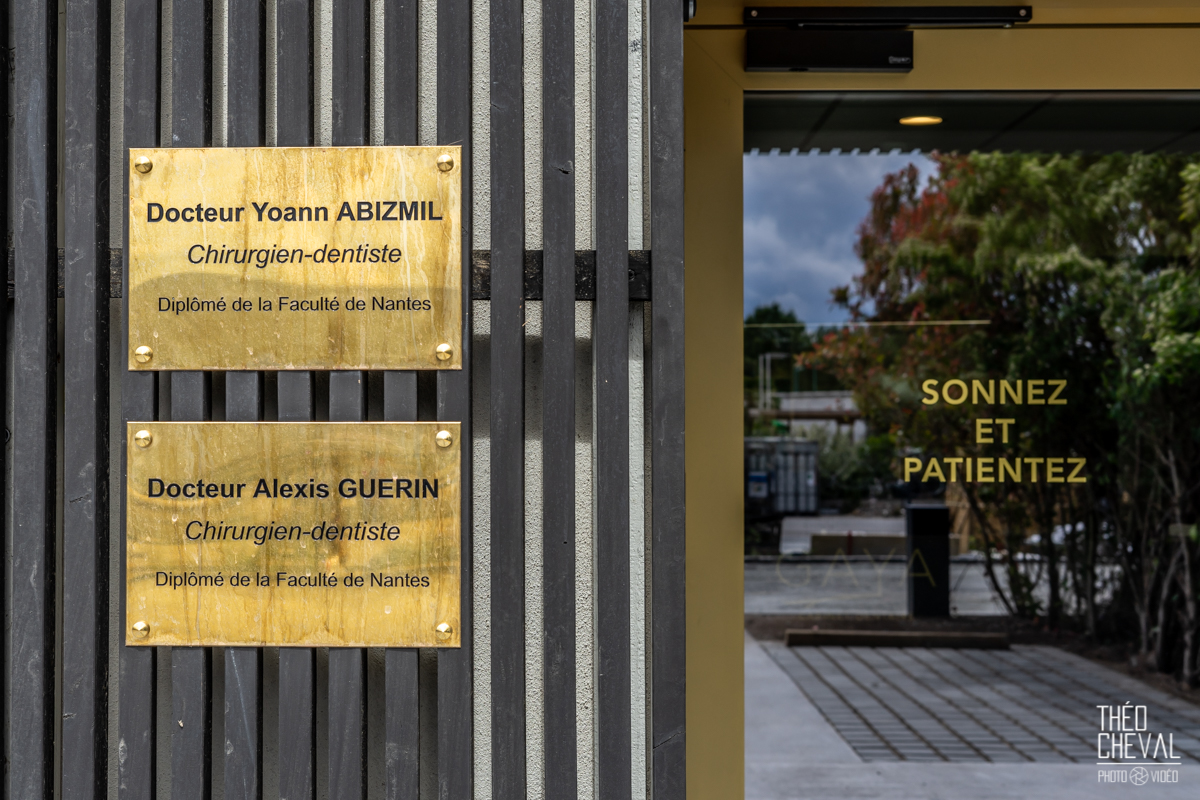 Docteur Yoann ABIZMIL
Chirurgien-dentiste
Diplômé de la Faculté de Nantes
Docteur Alexis GUERIN
Chirurgien-dentiste
Diplômé de la Faculté de Nantes
SONNEZ
ET
PATIENTEZ
THÉO
CHEVAL
PHOTO VIDÉO